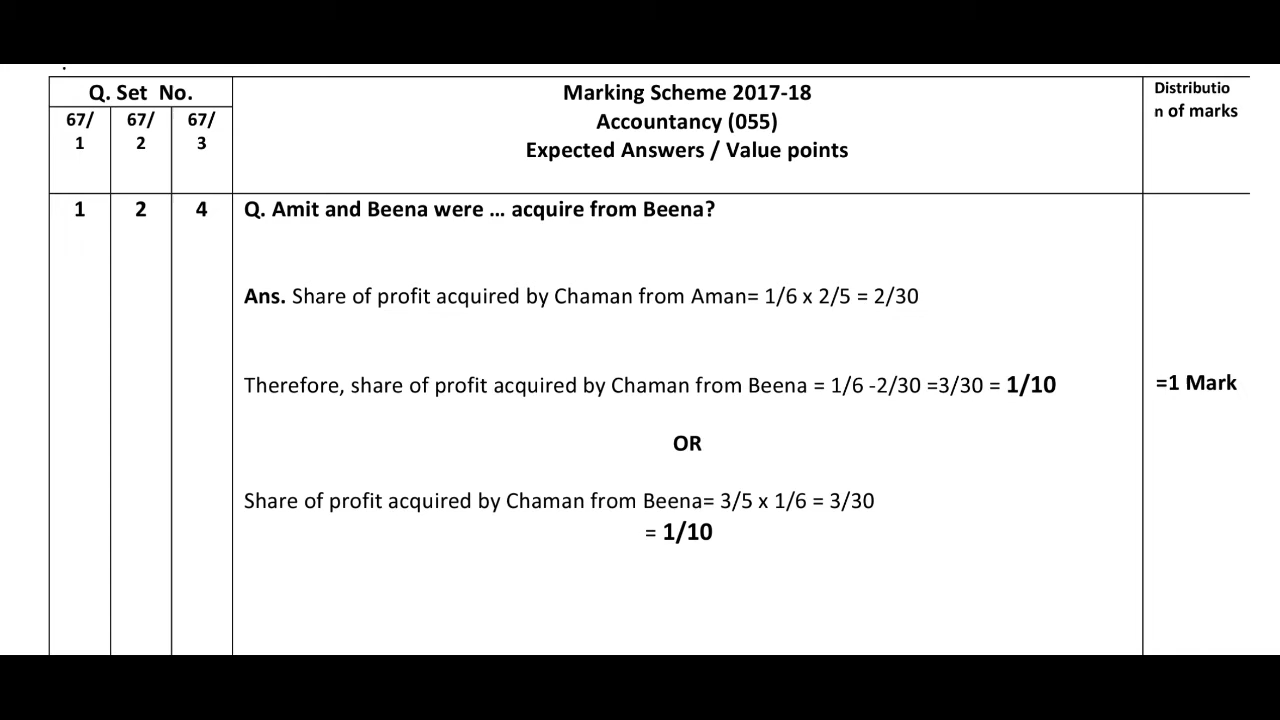 Q. Set No.
Marking Scheme 2017-18
Distributio
67/
67/
67/
Accountancy (055)
n of marks
1
2
3
Expected Answers / Value points
1
2
4
Q. Amit and Beena were … acquire from Beena?
Ans. Share of profit acquired by Chaman from Aman= 1/6 x 2/5 = 2/30
Therefore, share of profit acquired by Chaman from Beena = 1/6 -2/30 =3/30 = 1/10
=1 Mark
OR
Share of profit acquired by Chaman from Beena= 3/5 x 1/6 = 3/30
= 1/10